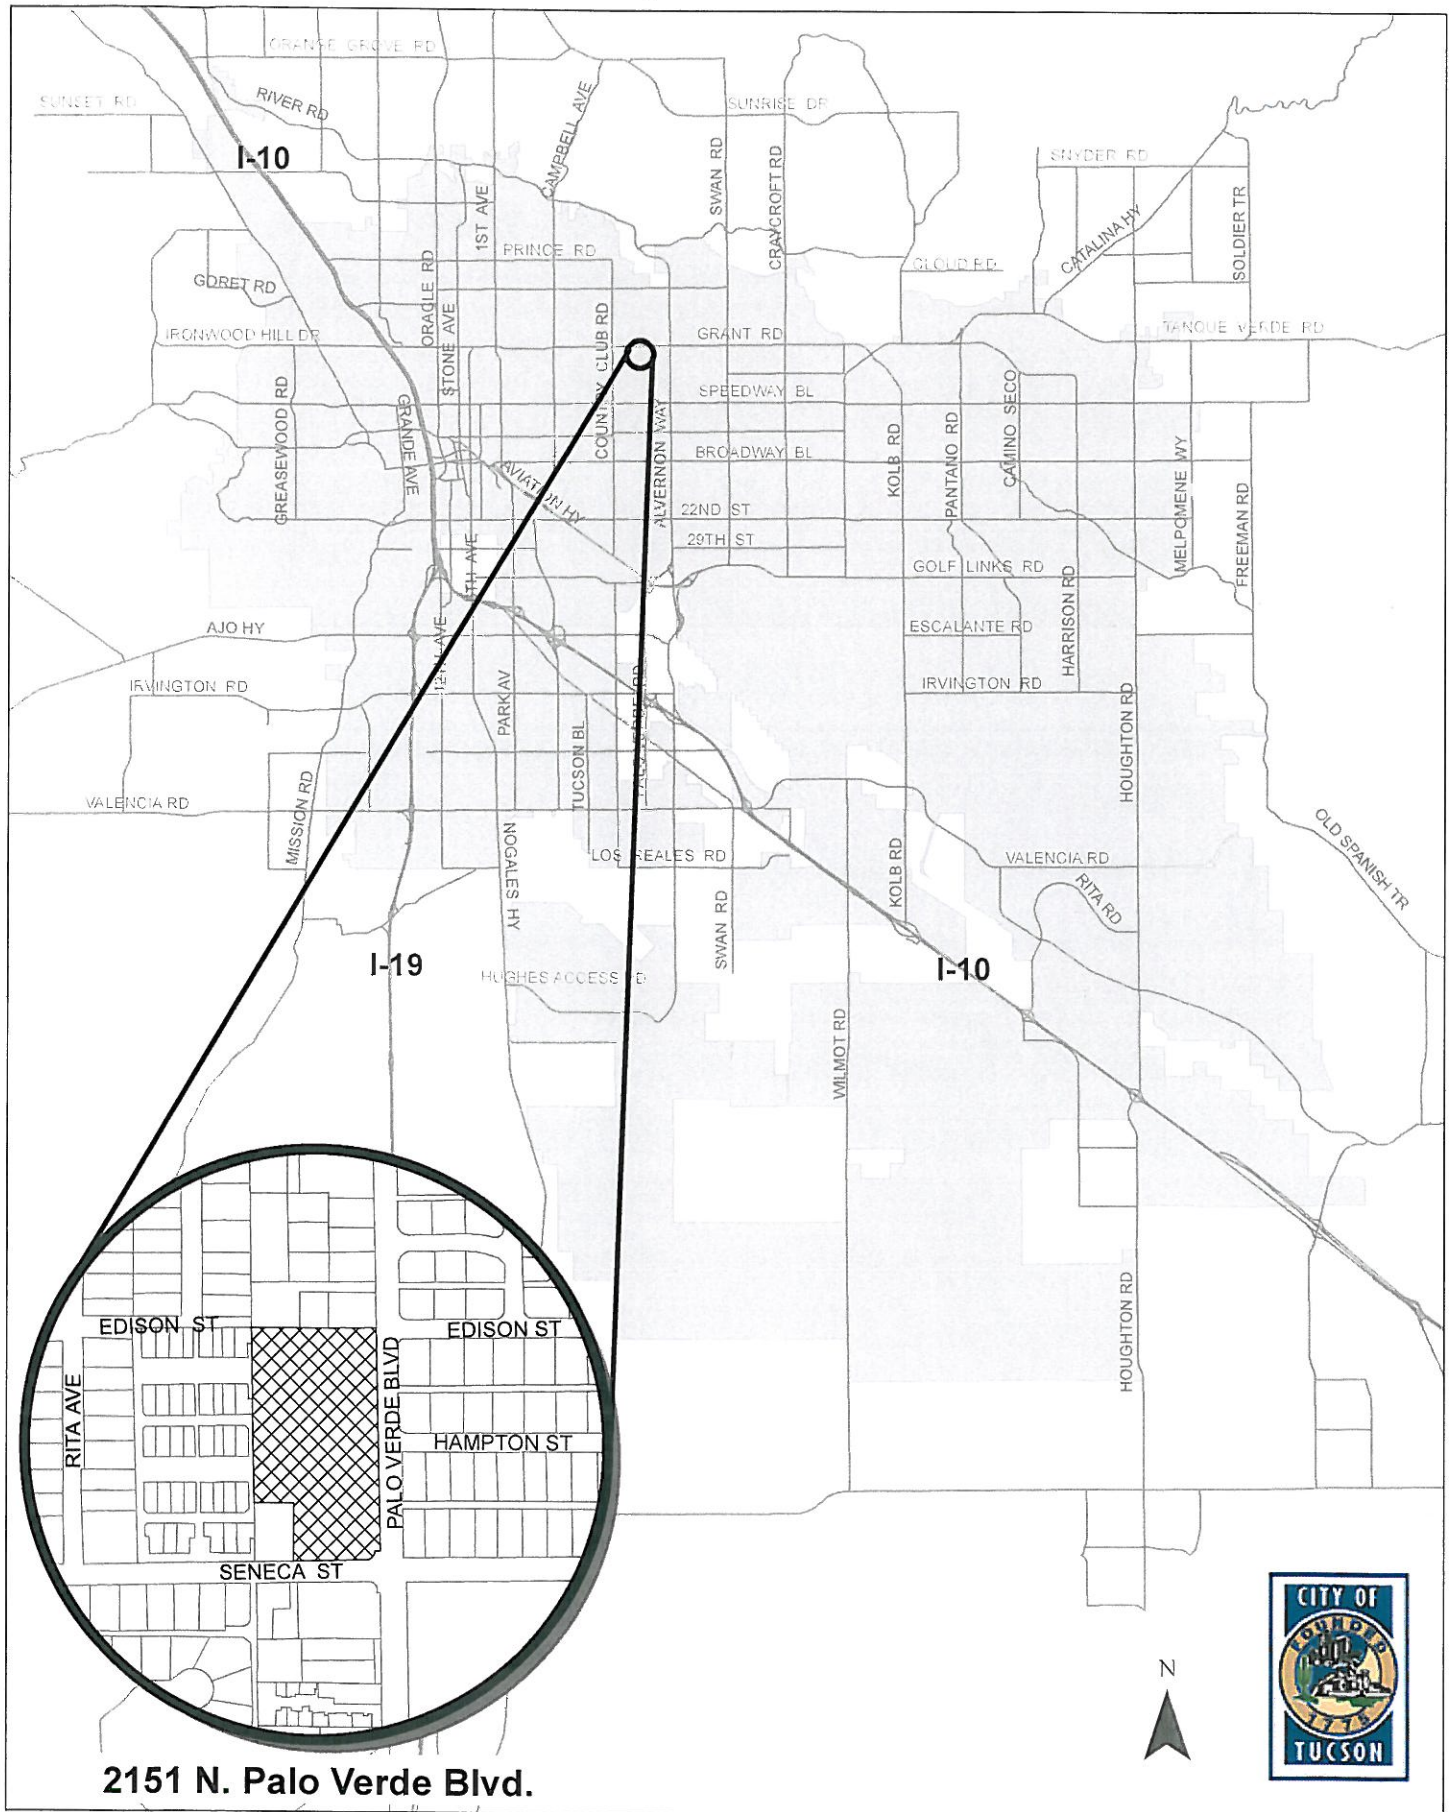 ORANGE GROVE RD
SUNSET RD
RIVER RD
CAMPBELL AVE
SUNRISE DR
I-10
SWAN RD
CRAYCROFT RD
SNYDER RD
1ST AVE
SOLDIER TR
CATALINA HY
PRINCE RD
CLOUD RD
GORET RD
ORACLE RD
STONE AVE
IRONWOOD HILL DR
COUNTRY CLUB RD
GRANT RD
TANQUE VERDE RD
GREASEWOOD RD
SPEEDWAY BL
CAMINO SECO
GRANDE AVE
ALVERNON WAY
BROADWAY BL
KOLB RD
PANTANO RD
MELPOMENE WY
AVIATION HY
22ND ST
FREEMAN RD
29TH ST
GOLF LINKS RD
AJO HY
ESCALANTE RD
HARRISON RD
IRVINGTON RD
PARK AV
IRVINGTON RD
HOUGHTON RD
TUCSON BL
VALENCIA RD
MISSION RD
NOGALES HY
LOS REALES RD
KOLB RD
VALENCIA RD
OLD SPANISH TR
RITA RD
SWAN RD
I-19
HUGHES ACCESS RD
I-10
WILMOT RD
HOUGHTON RD
EDISON ST
EDISON ST
RITA AVE
PALO VERDE BLVD
HAMPTON ST
SENECA ST
N
CITY OF
FOUNDED
1775
TUCSON
2151 N. Palo Verde Blvd.